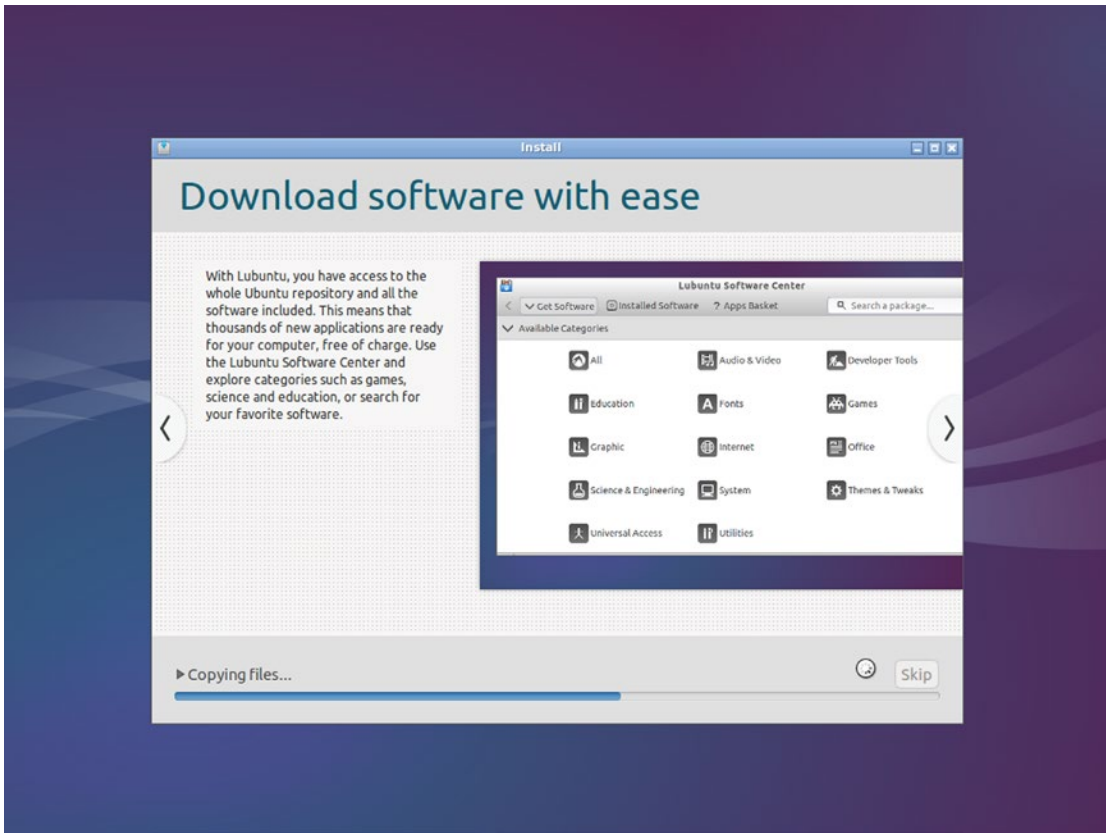 Install
Download software with ease
With Lubuntu, you have access to the
whole Ubuntu repository and all the
software included. This means that
thousands of new applications are ready
for your computer, free of charge. Use
the Lubuntu Software Center and
explore categories such as games,
science and education, or search for
your favorite software.
Lubuntu Software Center
Get Software Installed Software ? Apps Basket Search a package...
Available Categories
All Audio & Video Developer Tools
Education Fonts Games
Graphic Internet Office
Science & Engineering System Themes & Tweaks
Universal Access Utilities
Copying files...
Skip